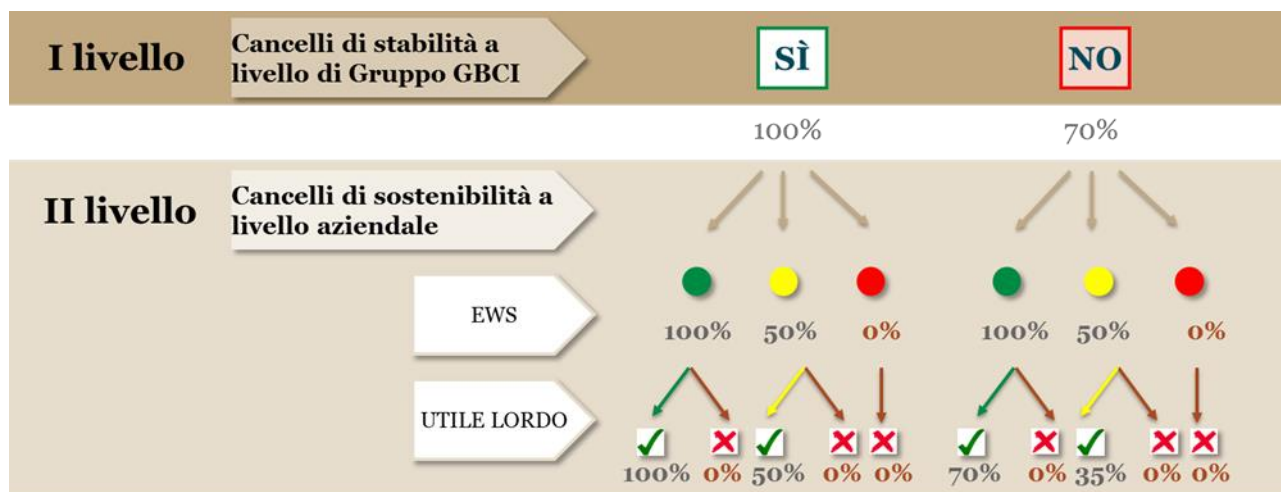 I livello
Cancelli di stabilità a
livello di Gruppo GBCI
SÌ
NO
100%
70%
II livello
Cancelli di sostenibilità a
livello aziendale
EWS
100% 50% 0% 100% 50% 0%
UTILE LORDO
100% 0% 50% 0% 0% 70% 0% 35% 0% 0%